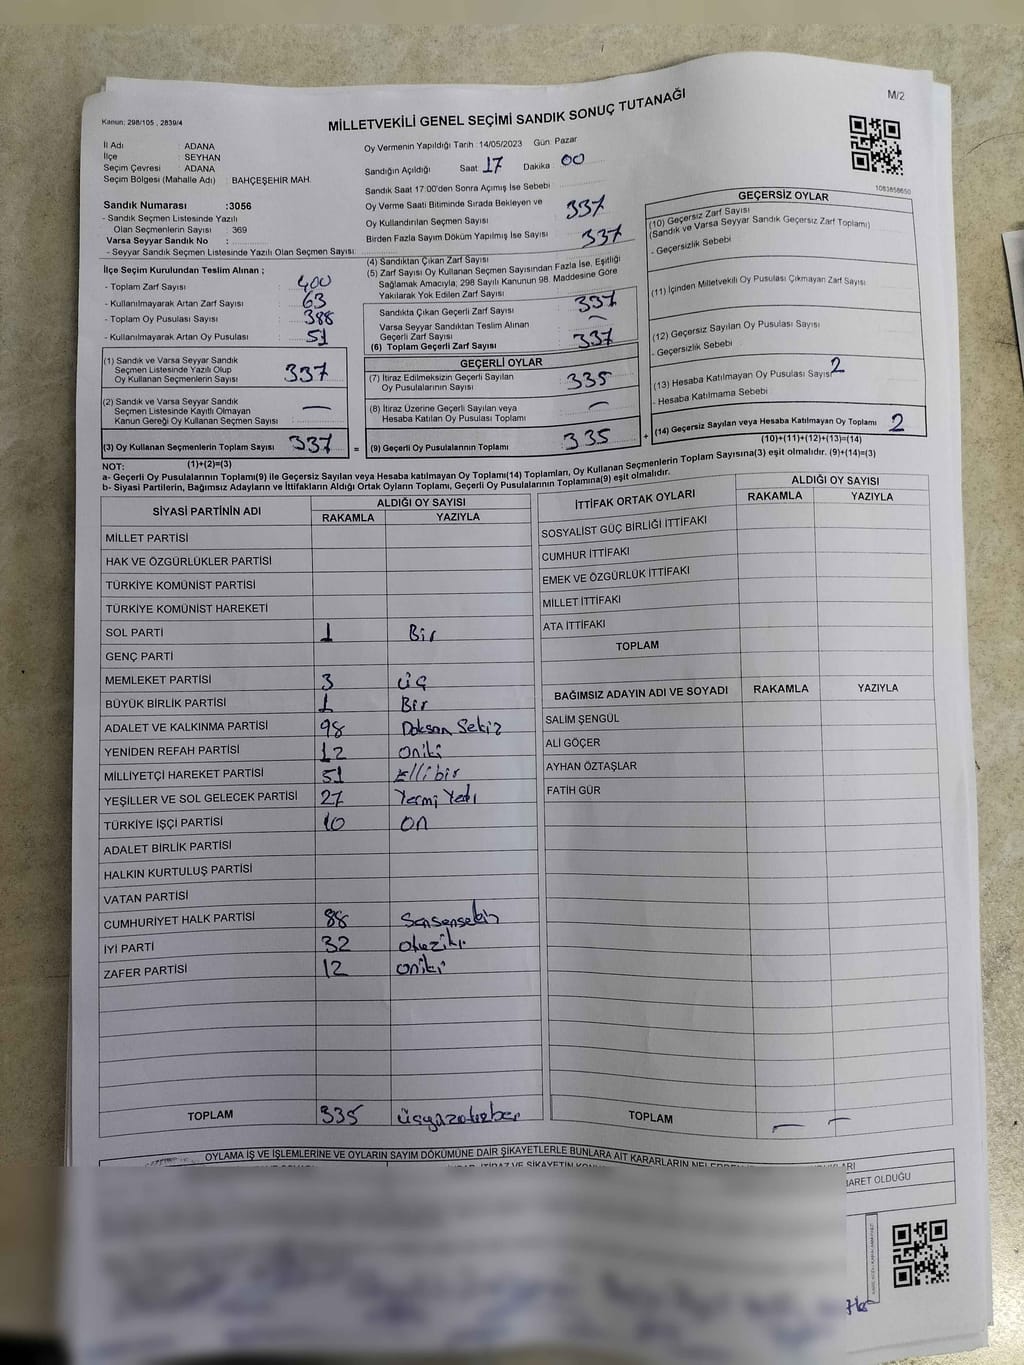 M/2
Kanun: 298/105 , 2839/4
MİLLETVEKİLİ GENEL SEÇİMİ SANDIK SONUÇ TUTANAĞI
İl Adı : ADANA
İlçe : SEYHAN
Seçim Çevresi : ADANA
Seçim Bölgesi (Mahalle Adı) : BAHÇEŞEHİR MAH.
Sandık Numarası :3056
- Sandık Seçmen Listesinde Yazılı
Olan Seçmenlerin Sayısı : 369
Varsa Seyyar Sandık No :
- Seyyar Sandık Seçmen Listesinde Yazılı Olan Seçmen Sayısı
İlçe Seçim Kurulundan Teslim Alınan ;
- Toplam Zarf Sayısı : 400
- Kullanılmayarak Artan Zarf Sayısı : 63
- Toplam Oy Pusulası Sayısı : 388
- Kullanılmayarak Artan Oy Pusulası : 51
(1) Sandık ve Varsa Seyyar Sandık
Seçmen Listesinde Yazılı Olup
Oy Kullanan Seçmenlerin Sayısı : 337
(2) Sandık ve Varsa Seyyar Sandık
Seçmen Listesinde Kayıtlı Olmayan
Kanun Gereği Oy Kullanan Seçmen Sayısı : —
(3) Oy Kullanan Seçmenlerin Toplam Sayısı : 337
(1)+(2)=(3)
Oy Vermenin Yapıldığı Tarih : 14/05/2023 Gün: Pazar
Sandığın Açıldığı Saat : 17 Dakika : 00
Sandık Saat 17:00'den Sonra Açımış İse Sebebi
Oy Verme Saati Bitiminde Sırada Bekleyen ve
Oy Kullandırılan Seçmen Sayısı : 337
Birden Fazla Sayım Döküm Yapılmış İse Sayısı : 337
(4) Sandıktan Çıkan Zarf Sayısı
(5) Zarf Sayısı Oy Kullanan Seçmen Sayısından Fazla İse, Eşitliği
Sağlamak Amacıyla; 298 Sayılı Kanunun 98. Maddesine Göre
Yakılarak Yok Edilen Zarf Sayısı
Sandıkta Çıkan Geçerli Zarf Sayısı : 337
Varsa Seyyar Sandıktan Teslim Alınan
Geçerli Zarf Sayısı : —
(6) Toplam Geçerli Zarf Sayısı : 337
GEÇERLİ OYLAR
(7) İtiraz Edilmeksizin Geçerli Sayılan
Oy Pusulalarının Sayısı : 335
(8) İtiraz Üzerine Geçerli Sayılan veya
Hesaba Katılan Oy Pusulası Toplamı : —
= (9) Geçerli Oy Pusulalarının Toplamı : 335 +
1083858650
GEÇERSİZ OYLAR
(10) Geçersiz Zarf Sayısı
(Sandık ve Varsa Seyyar Sandık Geçersiz Zarf Toplamı)
- Geçersizlik Sebebi
(11) İçinden Milletvekili Oy Pusulası Çıkmayan Zarf Sayısı
(12) Geçersiz Sayılan Oy Pusulası Sayısı
- Geçersizlik Sebebi
(13) Hesaba Katılmayan Oy Pusulası Sayısı 2
- Hesaba Katılmama Sebebi
(14) Geçersiz Sayılan veya Hesaba Katılmayan Oy Toplamı 2
(10)+(11)+(12)+(13)=(14)
NOT:
a- Geçerli Oy Pusulalarının Toplamı(9) ile Geçersiz Sayılan veya Hesaba katılmayan Oy Toplamı(14) Toplamları, Oy Kullanan Seçmenlerin Toplam Sayısına(3) eşit olmalıdır. (9)+(14)=(3)
b- Siyasi Partilerin, Bağımsız Adayların ve İttifakların Aldığı Ortak Oyların Toplamı, Geçerli Oy Pusulalarının Toplamına(9) eşit olmalıdır.
SİYASİ PARTİNİN ADI ALDIĞI OY SAYISI
RAKAMLA YAZIYLA
MİLLET PARTİSİ
HAK VE ÖZGÜRLÜKLER PARTİSİ
TÜRKİYE KOMÜNİST PARTİSİ
TÜRKİYE KOMÜNİST HAREKETİ
SOL PARTİ 1 Bir
GENÇ PARTİ
MEMLEKET PARTİSİ 3 üç
BÜYÜK BİRLİK PARTİSİ 1 Bir
ADALET VE KALKINMA PARTİSİ 98 Doksan Sekiz
YENİDEN REFAH PARTİSİ 12 oniki
MİLLİYETÇİ HAREKET PARTİSİ 51 Ellibir
YEŞİLLER VE SOL GELECEK PARTİSİ 27 Yermi Yedi
TÜRKİYE İŞÇİ PARTİSİ 10 on
ADALET BİRLİK PARTİSİ
HALKIN KURTULUŞ PARTİSİ
VATAN PARTİSİ
CUMHURİYET HALK PARTİSİ 88
İYİ PARTİ 32
ZAFER PARTİSİ 12 oniki
TOPLAM 335
İTTİFAK ORTAK OYLARI ALDIĞI OY SAYISI
RAKAMLA YAZIYLA
SOSYALİST GÜÇ BİRLİĞİ İTTİFAKI
CUMHUR İTTİFAKI
EMEK VE ÖZGÜRLÜK İTTİFAKI
MİLLET İTTİFAKI
ATA İTTİFAKI
TOPLAM
BAĞIMSIZ ADAYIN ADI VE SOYADI RAKAMLA YAZIYLA
SALİM ŞENGÜL
ALİ GÖÇER
AYHAN ÖZTAŞLAR
FATİH GÜR
TOPLAM — —
OYLAMA İŞ VE İŞLEMLERİNE VE OYLARIN SAYIM DÖKÜMÜNE DAİR ŞİKAYETLERLE BUNLARA AİT KARARLARIN
İBARET OLDUĞU